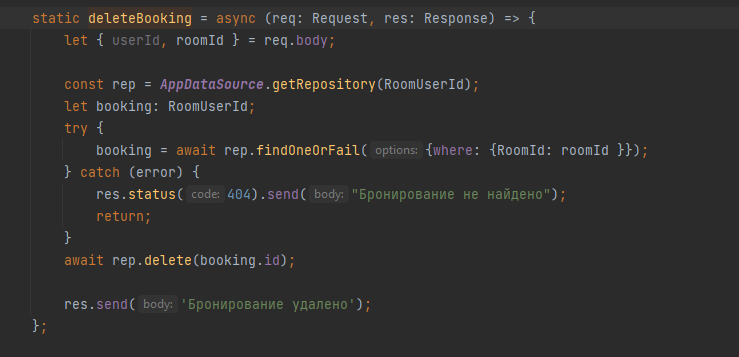 static deleteBooking = async (req: Request, res: Response) => {
let { userId, roomId } = req.body;
const rep = AppDataSource.getRepository(RoomUserId);
let booking: RoomUserId;
try {
booking = await rep.findOneOrFail( options: {where: {RoomId: roomId }});
} catch (error) {
res.status( code: 404).send( body: "Бронирование не найдено");
return;
}
await rep.delete(booking.id);
res.send( body: 'Бронирование удалено');
};